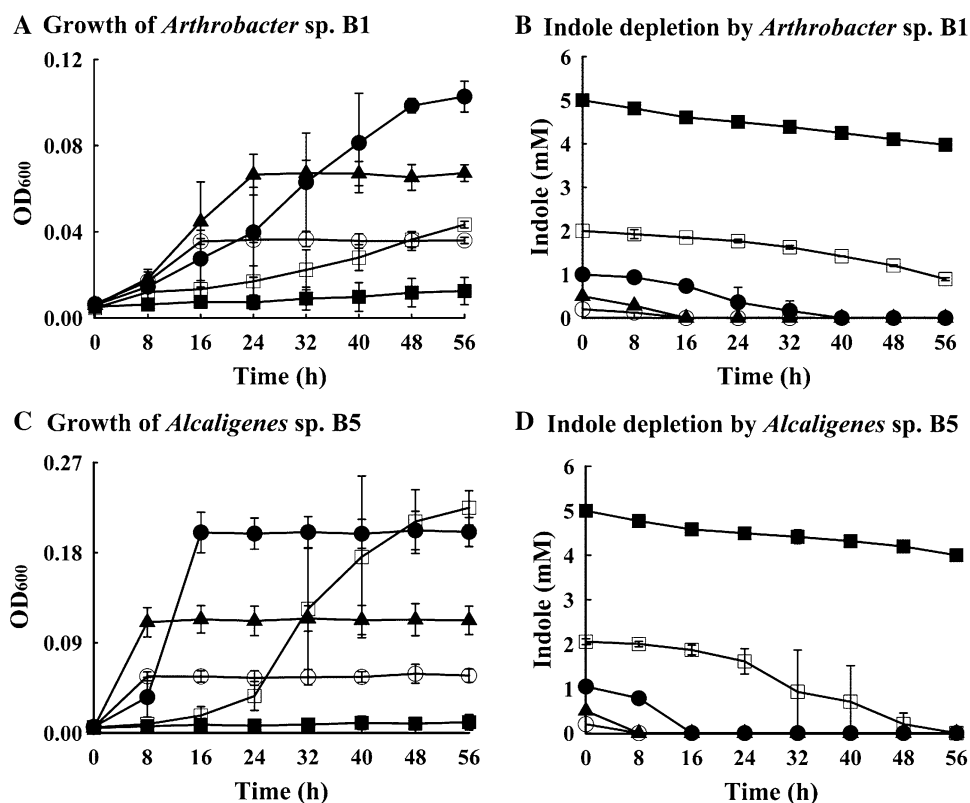 A Growth of Arthrobacter sp. B1
0.12
0.08
0.04
0.00
OD600
0 8 16 24 32 40 48 56
Time (h)
B Indole depletion by Arthrobacter sp. B1
6
5
4
3
2
1
0
Indole (mM)
0 8 16 24 32 40 48 56
Time (h)
C Growth of Alcaligenes sp. B5
0.27
0.18
0.09
0.00
OD600
0 8 16 24 32 40 48 56
Time (h)
D Indole depletion by Alcaligenes sp. B5
6
5
4
3
2
1
0
Indole (mM)
0 8 16 24 32 40 48 56
Time (h)